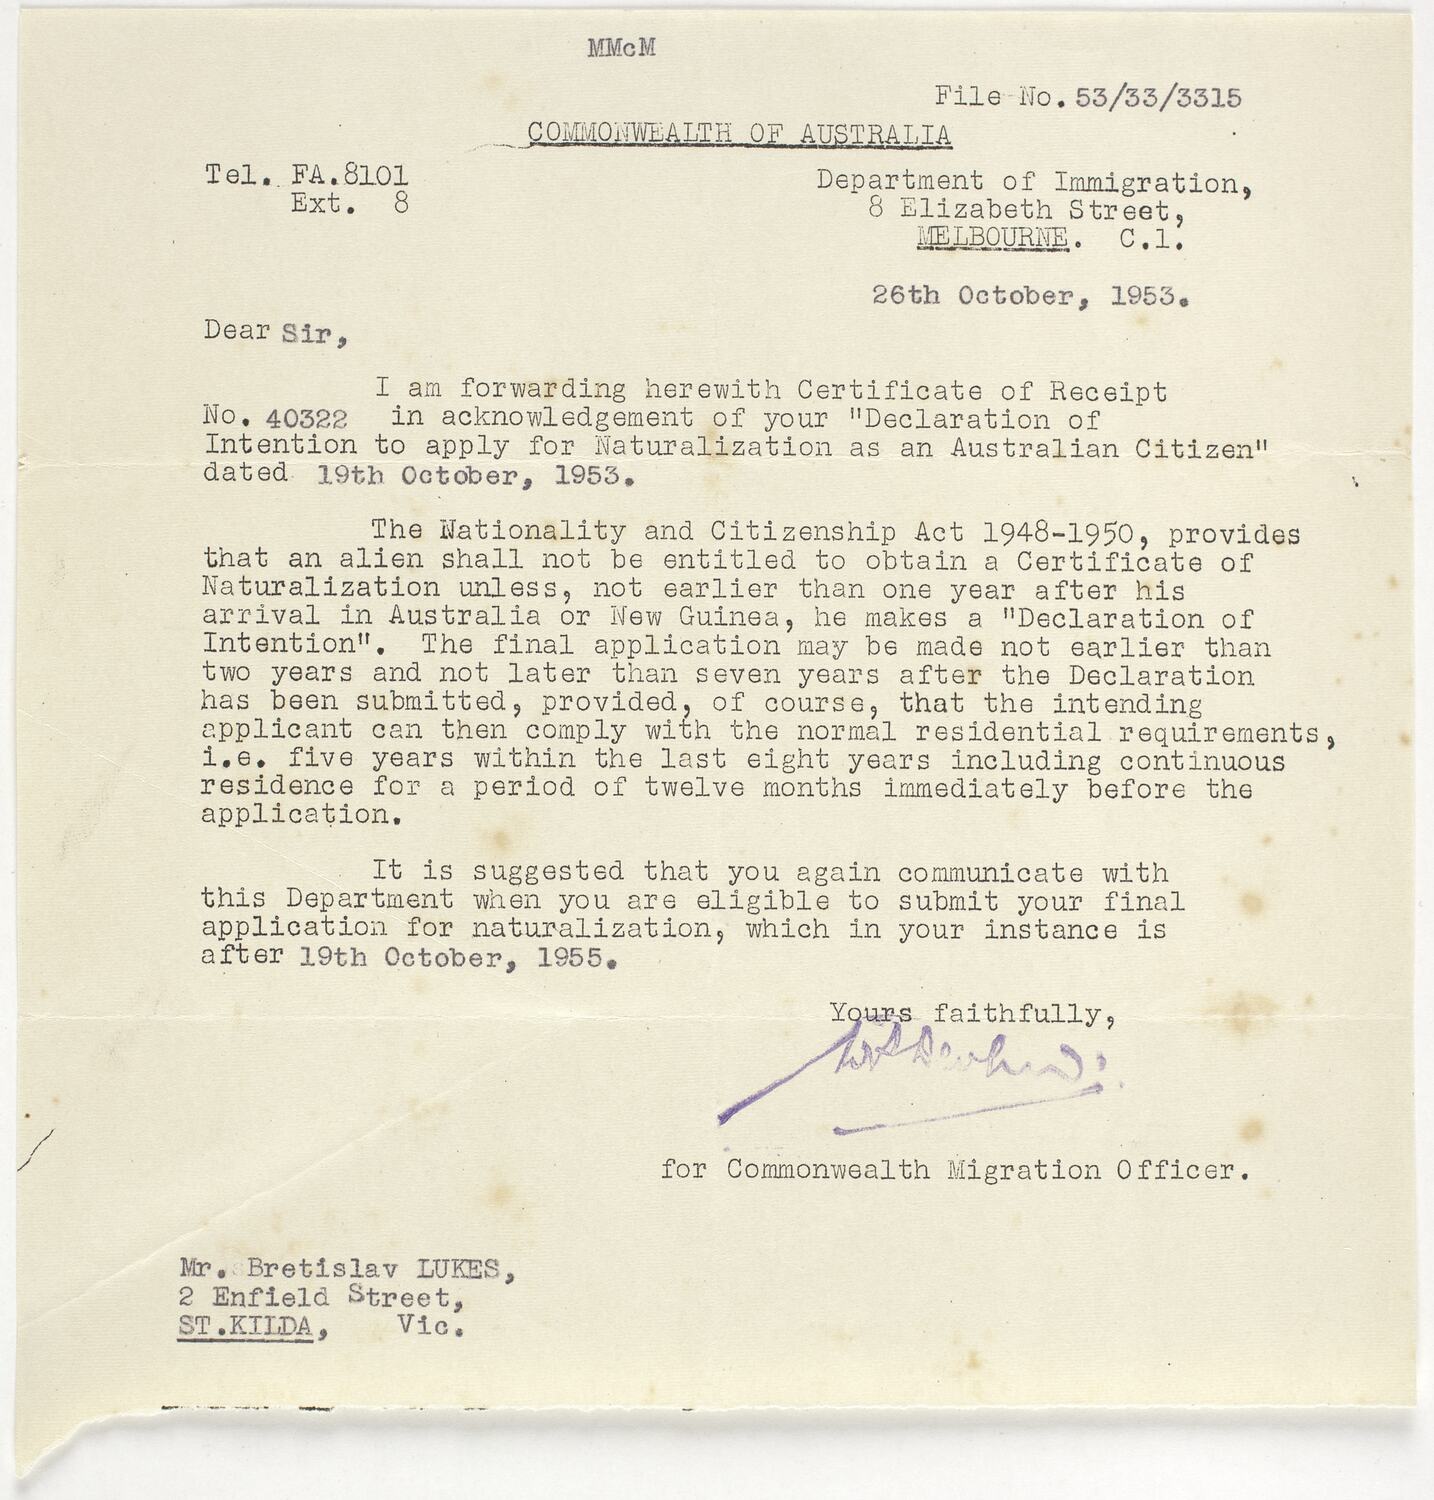 MMcM
File No. 53/33/3315
COMMONWEALTH OF AUSTRALIA
Tel. FA.8101
Ext. 8
Department of Immigration,
8 Elizabeth Street,
MELBOURNE. C.1.
26th October, 1953.
Dear Sir,
I am forwarding herewith Certificate of Receipt
No. 40322 in acknowledgement of your "Declaration of
Intention to apply for Naturalization as an Australian Citizen"
dated 19th October, 1953.
The Nationality and Citizenship Act 1948-1950, provides
that an alien shall not be entitled to obtain a Certificate of
Naturalization unless, not earlier than one year after his
arrival in Australia or New Guinea, he makes a "Declaration of
Intention". The final application may be made not earlier than
two years and not later than seven years after the Declaration
has been submitted, provided, of course, that the intending
applicant can then comply with the normal residential requirements,
i.e. five years within the last eight years including continuous
residence for a period of twelve months immediately before the
application.
It is suggested that you again communicate with
this Department when you are eligible to submit your final
application for naturalization, which in your instance is
after 19th October, 1955.
Yours faithfully,
for Commonwealth Migration Officer.
Mr. Bretislav LUKES,
2 Enfield Street,
ST.KILDA, Vic.